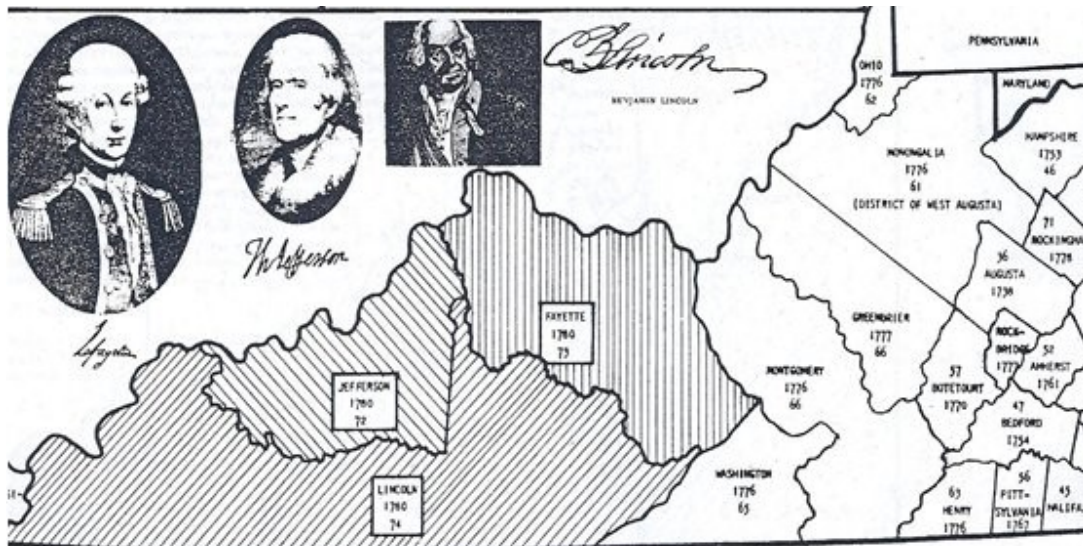 B Lincoln
BENJAMIN LINCOLN
Th Jefferson
Lafayette
PENNSYLVANIA
OHIO
1776
62
MARYLAND
HAMPSHIRE
1753
46
MONONGALIA
1776
61
(DISTRICT OF WEST AUGUSTA)
71
ROCKINGHA
1778
36
AUGUSTA
1738
FAYETTE
1780
73
GREENBRIER
1777
66
ROCK-
BRIDGE
1777
52
AMHERST
1761
JEFFERSON
1780
72
MONTGOMERY
1776
66
57
BOTETOURT
1770
47
BEDFORD
1754
LINCOLN
1780
74
WASHINGTON
1776
65
63
HENRY
1776
56
PITT-
SYLVANIA
1767
45
HALIFA